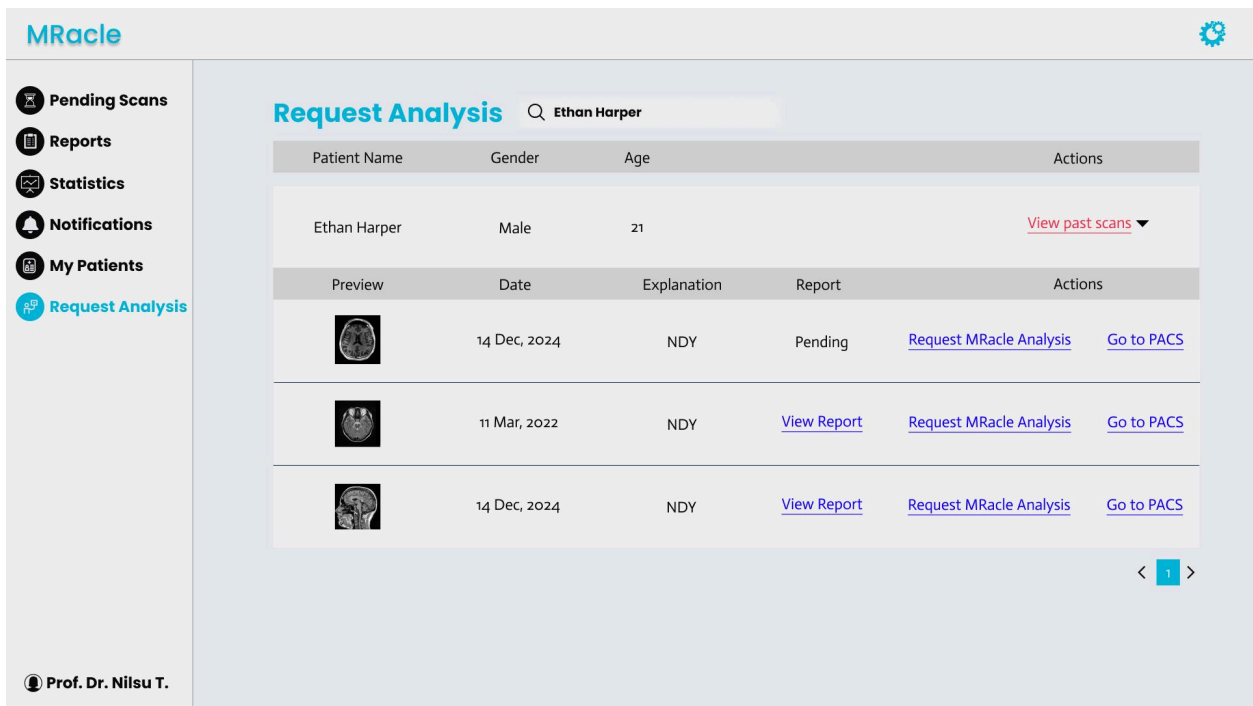 MRacle
Pending Scans
Reports
Statistics
Notifications
My Patients
Request Analysis
Prof. Dr. Nilsu T.
Request Analysis Ethan Harper
Patient Name Gender Age Actions
Ethan Harper Male 21 View past scans
Preview Date Explanation Report Actions
14 Dec, 2024 NDY Pending Request MRacle Analysis Go to PACS
11 Mar, 2022 NDY View Report Request MRacle Analysis Go to PACS
14 Dec, 2024 NDY View Report Request MRacle Analysis Go to PACS
1